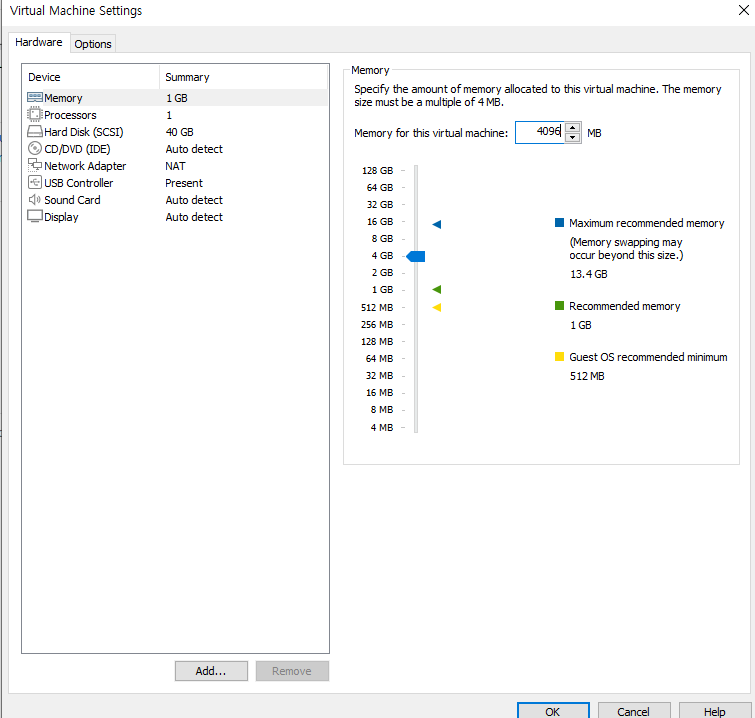 Virtual Machine Settings
Hardware Options
Device Summary
Memory 1 GB
Processors 1
Hard Disk (SCSI) 40 GB
CD/DVD (IDE) Auto detect
Network Adapter NAT
USB Controller Present
Sound Card Auto detect
Display Auto detect
Add... Remove
Memory
Specify the amount of memory allocated to this virtual machine. The memory
size must be a multiple of 4 MB.
Memory for this virtual machine: 4096 MB
128 GB
64 GB
32 GB
16 GB
8 GB
4 GB
2 GB
1 GB
512 MB
256 MB
128 MB
64 MB
32 MB
16 MB
8 MB
4 MB
Maximum recommended memory
(Memory swapping may
occur beyond this size.)
13.4 GB
Recommended memory
1 GB
Guest OS recommended minimum
512 MB
OK Cancel Help